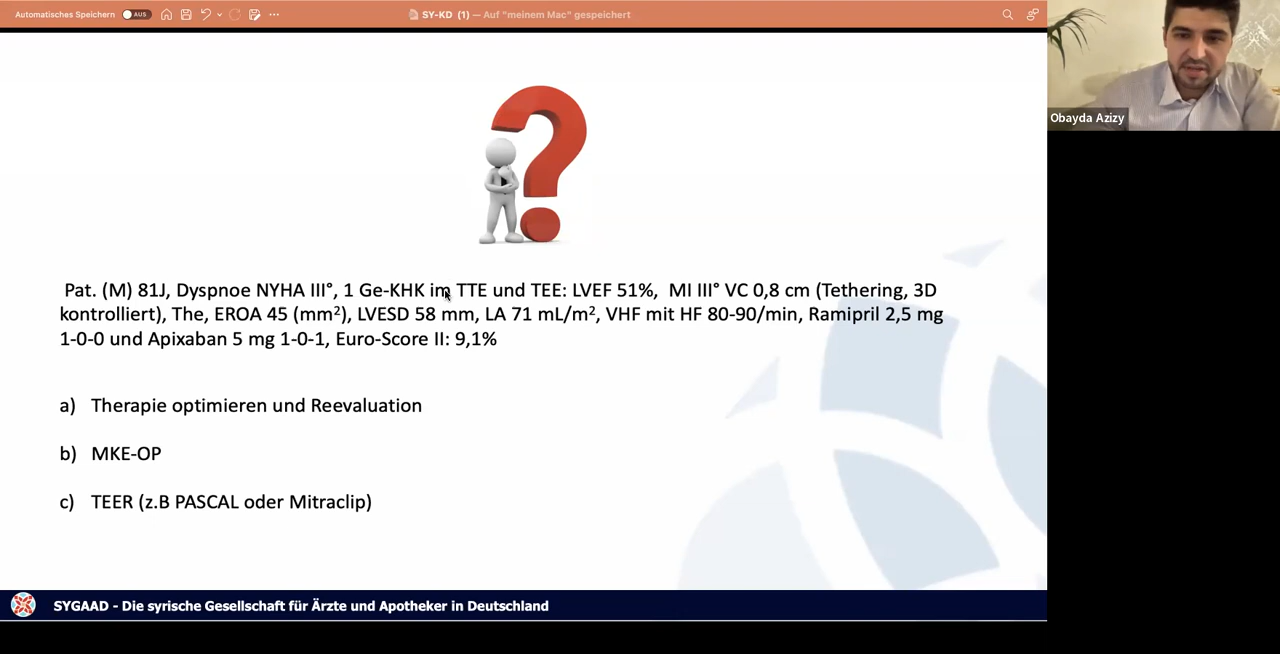 Automatisches Speichern AUS
SY-KD (1) — Auf "meinem Mac" gespeichert
Obayda Azizy
Pat. (M) 81J, Dyspnoe NYHA III°, 1 Ge-KHK im TTE und TEE: LVEF 51%, MI III° VC 0,8 cm (Tethering, 3D
kontrolliert), The, EROA 45 (mm²), LVESD 58 mm, LA 71 mL/m², VHF mit HF 80-90/min, Ramipril 2,5 mg
1-0-0 und Apixaban 5 mg 1-0-1, Euro-Score II: 9,1%
a) Therapie optimieren und Reevaluation
b) MKE-OP
c) TEER (z.B PASCAL oder Mitraclip)
SYGAAD - Die syrische Gesellschaft für Ärzte und Apotheker in Deutschland